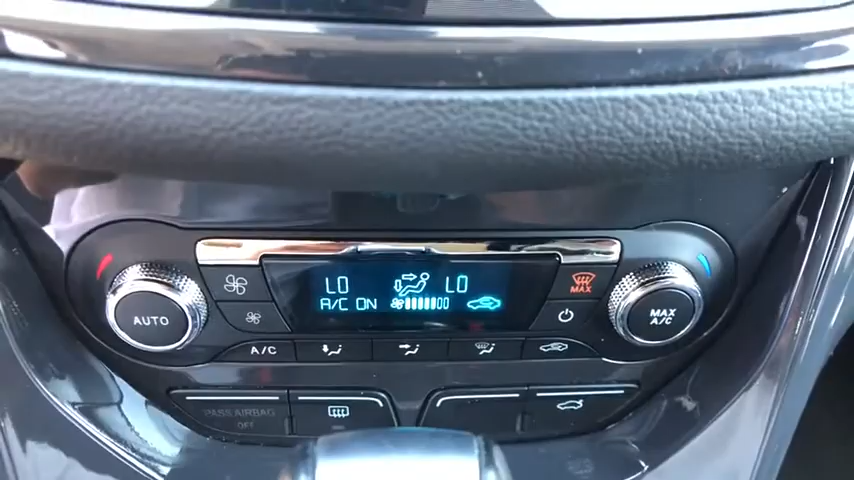 LO LO
A/C ON
MAX
AUTO
MAX
A/C
A/C
PASS AIRBAG
OFF